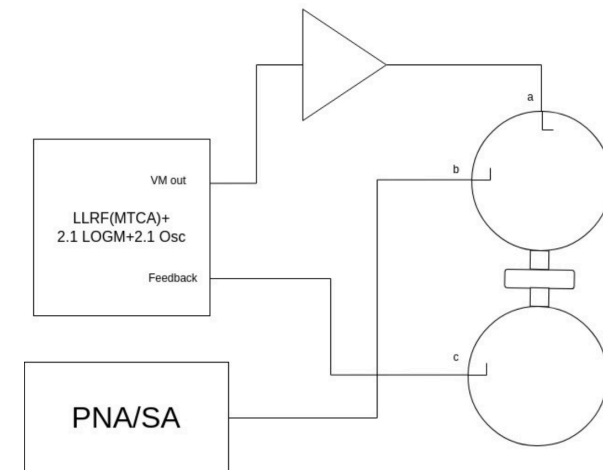 a
b
VM out
LLRF(MTCA)+
2.1 LOGM+2.1 Osc
Feedback
c
PNA/SA